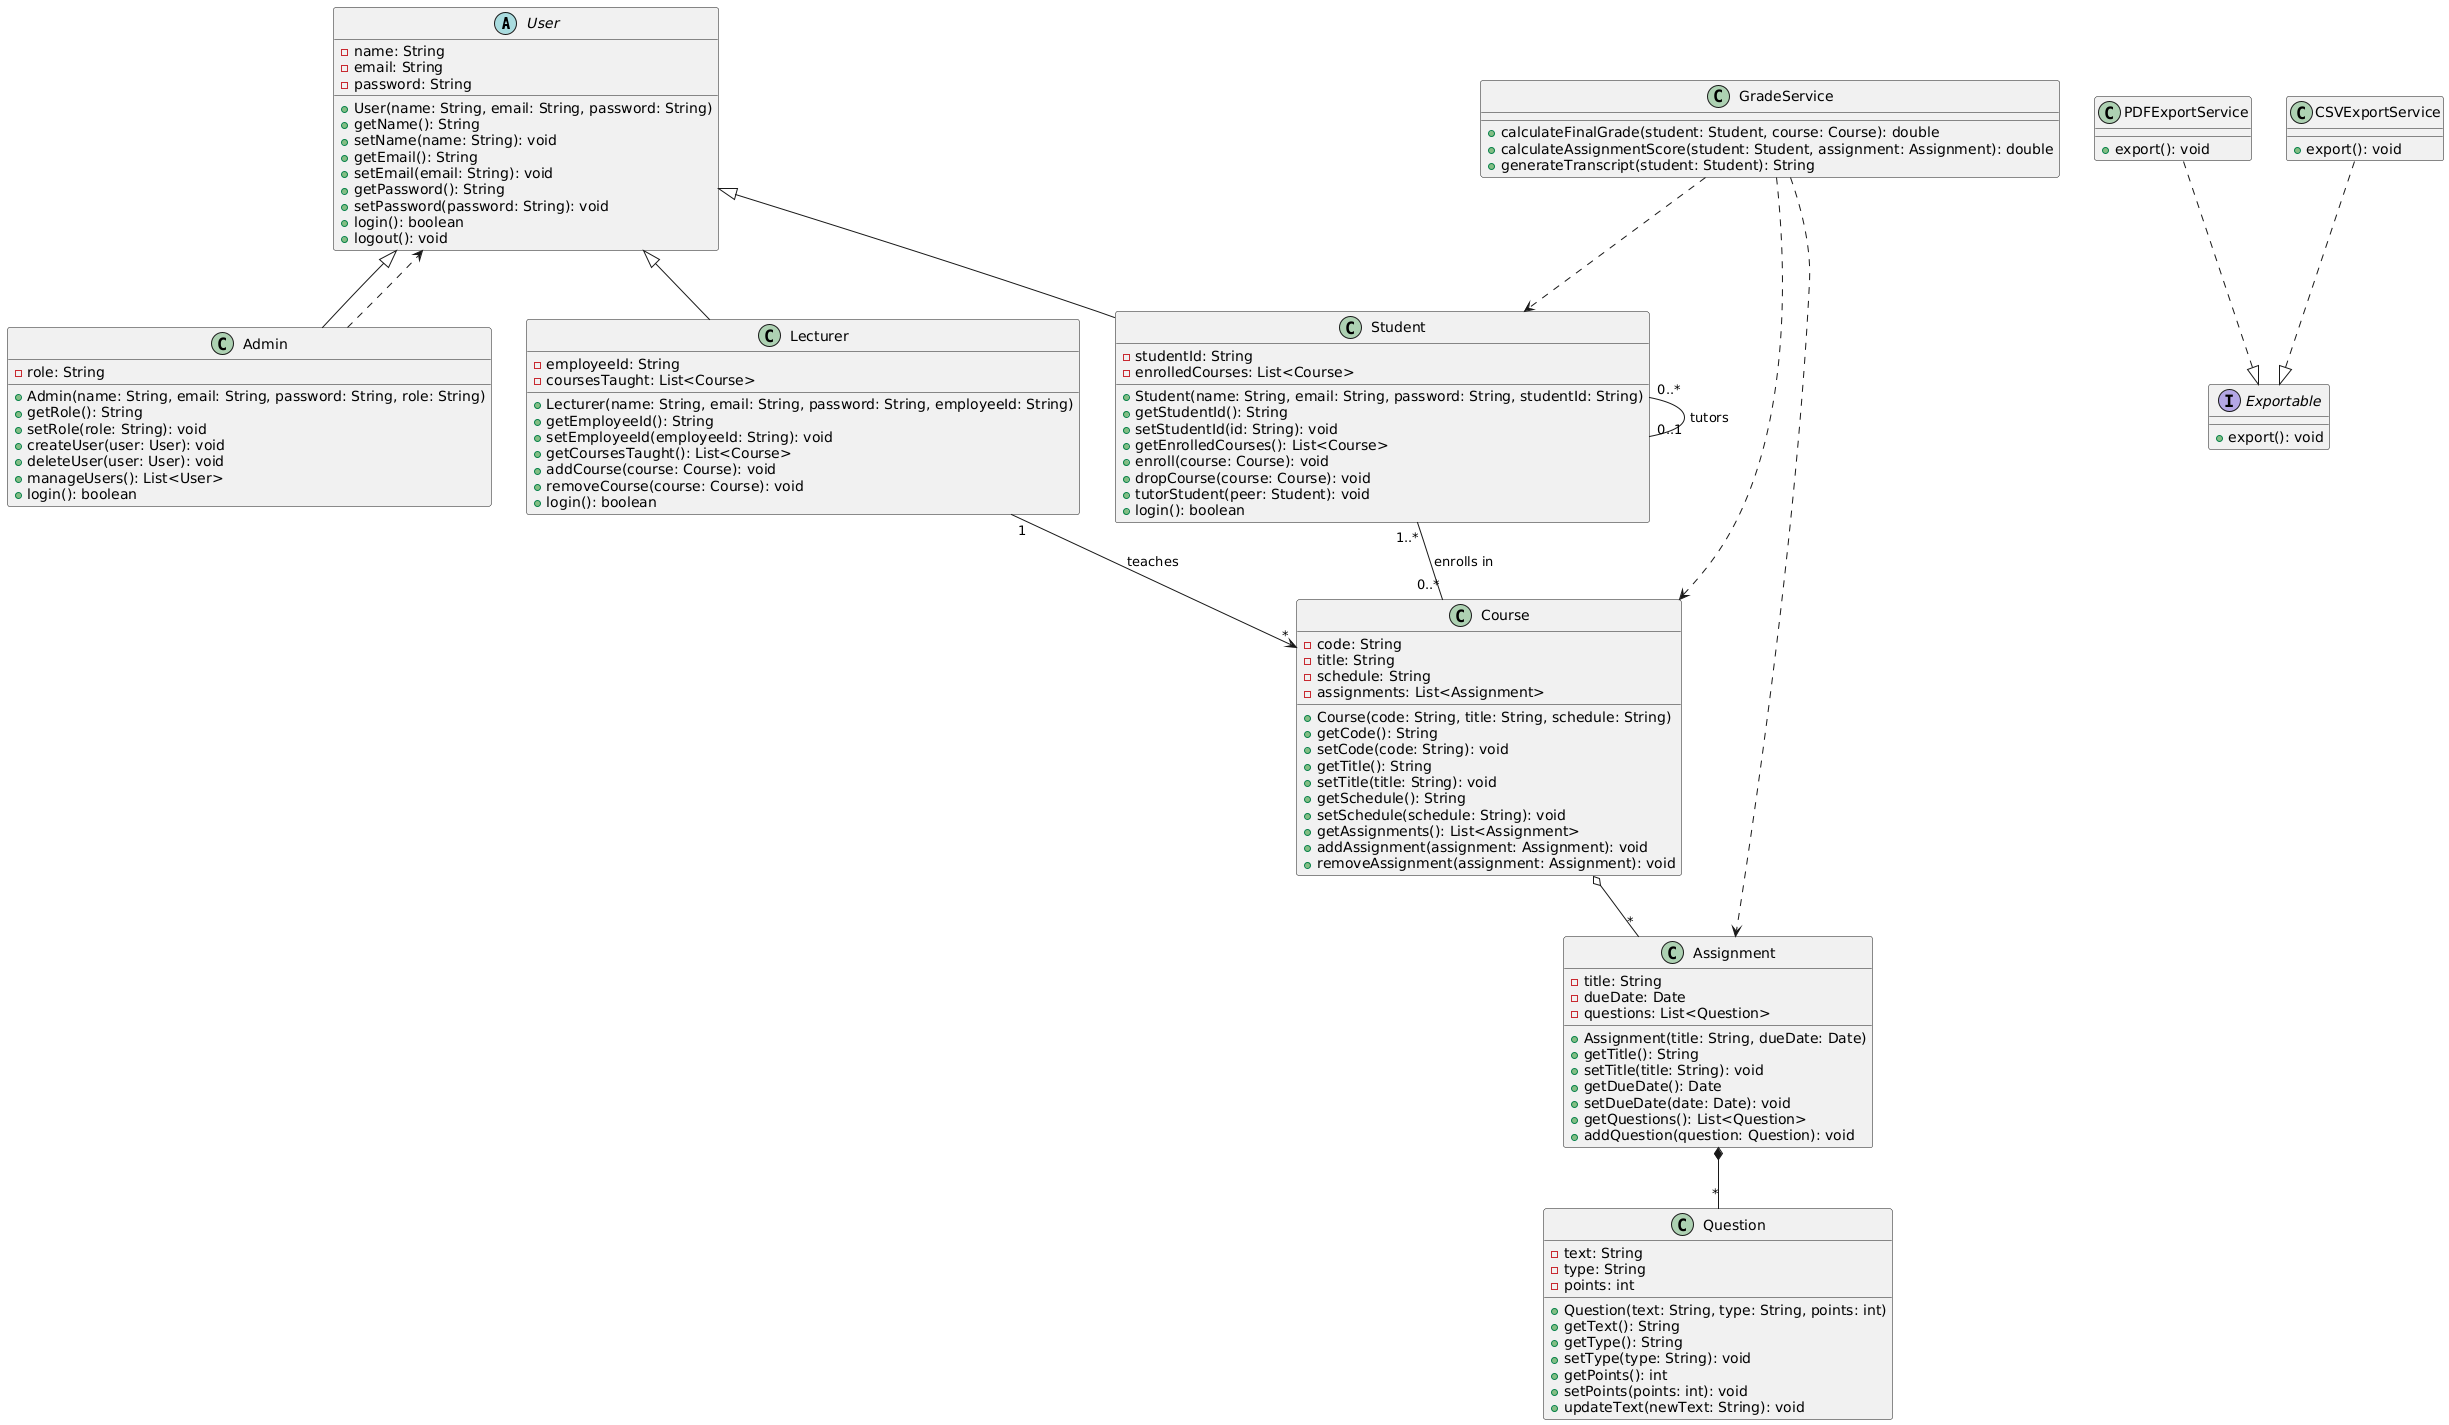 A User
name: String
email: String
password: String
User(name: String, email: String, password: String)
getName(): String
setName(name: String): void
getEmail(): String
setEmail(email: String): void
getPassword(): String
setPassword(password: String): void
login(): boolean
logout(): void
C GradeService
calculateFinalGrade(student: Student, course: Course): double
calculateAssignmentScore(student: Student, assignment: Assignment): double
generateTranscript(student: Student): String
C PDFExportService
export(): void
C CSVExportService
export(): void
C Admin
role: String
Admin(name: String, email: String, password: String, role: String)
getRole(): String
setRole(role: String): void
createUser(user: User): void
deleteUser(user: User): void
manageUsers(): List<User>
login(): boolean
C Lecturer
employeeId: String
coursesTaught: List<Course>
Lecturer(name: String, email: String, password: String, employeeId: String)
getEmployeeId(): String
setEmployeeId(employeeId: String): void
getCoursesTaught(): List<Course>
addCourse(course: Course): void
removeCourse(course: Course): void
login(): boolean
C Student
studentId: String
enrolledCourses: List<Course>
Student(name: String, email: String, password: String, studentId: String)
getStudentId(): String
setStudentId(id: String): void
getEnrolledCourses(): List<Course>
enroll(course: Course): void
dropCourse(course: Course): void
tutorStudent(peer: Student): void
login(): boolean
0..*
tutors
0..1
I Exportable
export(): void
1
teaches
*
1..*
enrolls in
0..*
C Course
code: String
title: String
schedule: String
assignments: List<Assignment>
Course(code: String, title: String, schedule: String)
getCode(): String
setCode(code: String): void
getTitle(): String
setTitle(title: String): void
getSchedule(): String
setSchedule(schedule: String): void
getAssignments(): List<Assignment>
addAssignment(assignment: Assignment): void
removeAssignment(assignment: Assignment): void
*
C Assignment
title: String
dueDate: Date
questions: List<Question>
Assignment(title: String, dueDate: Date)
getTitle(): String
setTitle(title: String): void
getDueDate(): Date
setDueDate(date: Date): void
getQuestions(): List<Question>
addQuestion(question: Question): void
*
C Question
text: String
type: String
points: int
Question(text: String, type: String, points: int)
getText(): String
getType(): String
setType(type: String): void
getPoints(): int
setPoints(points: int): void
updateText(newText: String): void